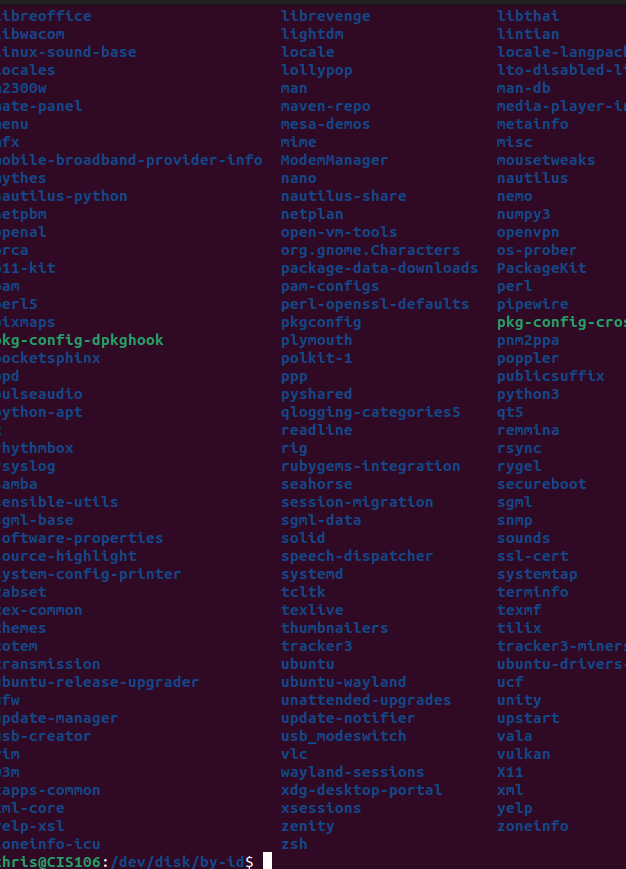 ibreoffice librevenge libthai
ibwacom lightdm lintian
inux-sound-base locale locale-langpack
ocales lollypop lto-disabled-li
2300w man man-db
ate-panel maven-repo media-player-in
enu mesa-demos metainfo
fx mime misc
obile-broadband-provider-info ModemManager mousetweaks
ythes nano nautilus
autilus-python nautilus-share nemo
etpbm netplan numpy3
penal open-vm-tools openvpn
rca org.gnome.Characters os-prober
11-kit package-data-downloads PackageKit
am pam-configs perl
erl5 perl-openssl-defaults pipewire
ixmaps pkgconfig pkg-config-cros
kg-config-dpkghook plymouth pnm2ppa
ocketsphinx polkit-1 poppler
pd ppp publicsuffix
ulseaudio pyshared python3
ython-apt qlogging-categories5 qt5
readline remmina
hythmbox rig rsync
syslog rubygems-integration rygel
amba seahorse secureboot
ensible-utils session-migration sgml
gml-base sgml-data snmp
oftware-properties solid sounds
ource-highlight speech-dispatcher ssl-cert
ystem-config-printer systemd systemtap
abset tcltk terminfo
ex-common texlive texmf
hemes thumbnailers tilix
otem tracker3 tracker3-miners
ransmission ubuntu ubuntu-drivers-
buntu-release-upgrader ubuntu-wayland ucf
fw unattended-upgrades unity
pdate-manager update-notifier upstart
sb-creator usb_modeswitch vala
im vlc vulkan
3m wayland-sessions X11
apps-common xdg-desktop-portal xml
ml-core xsessions yelp
elp-xsl zenity zoneinfo
oneinfo-icu zsh
hris@CIS106:/dev/disk/by-id$